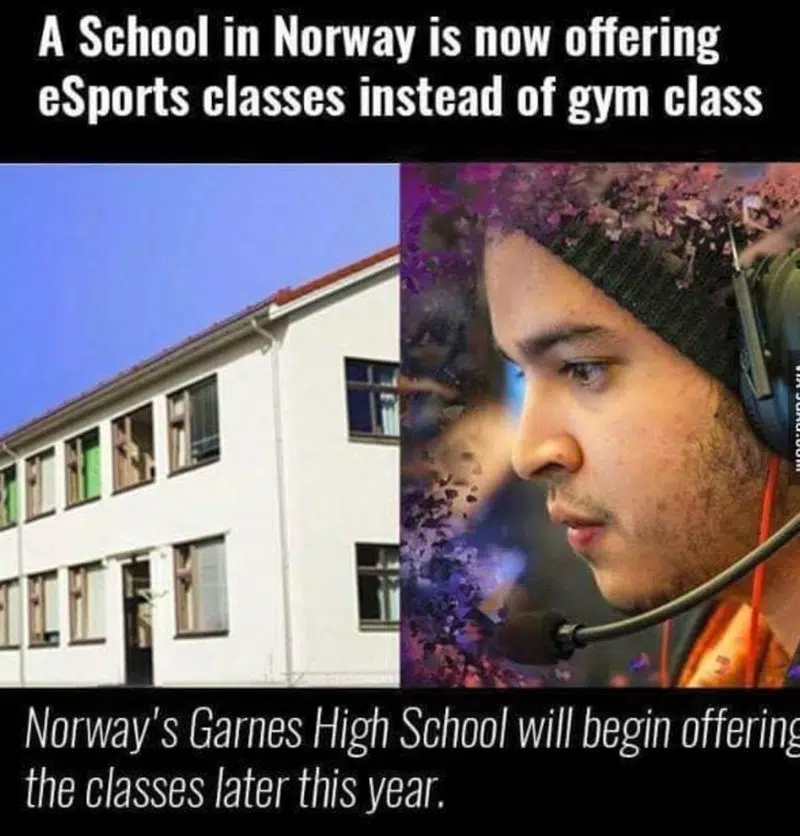 A School in Norway is now offering
eSports classes instead of gym class
Norway's Garnes High School will begin offering
the classes later this year.